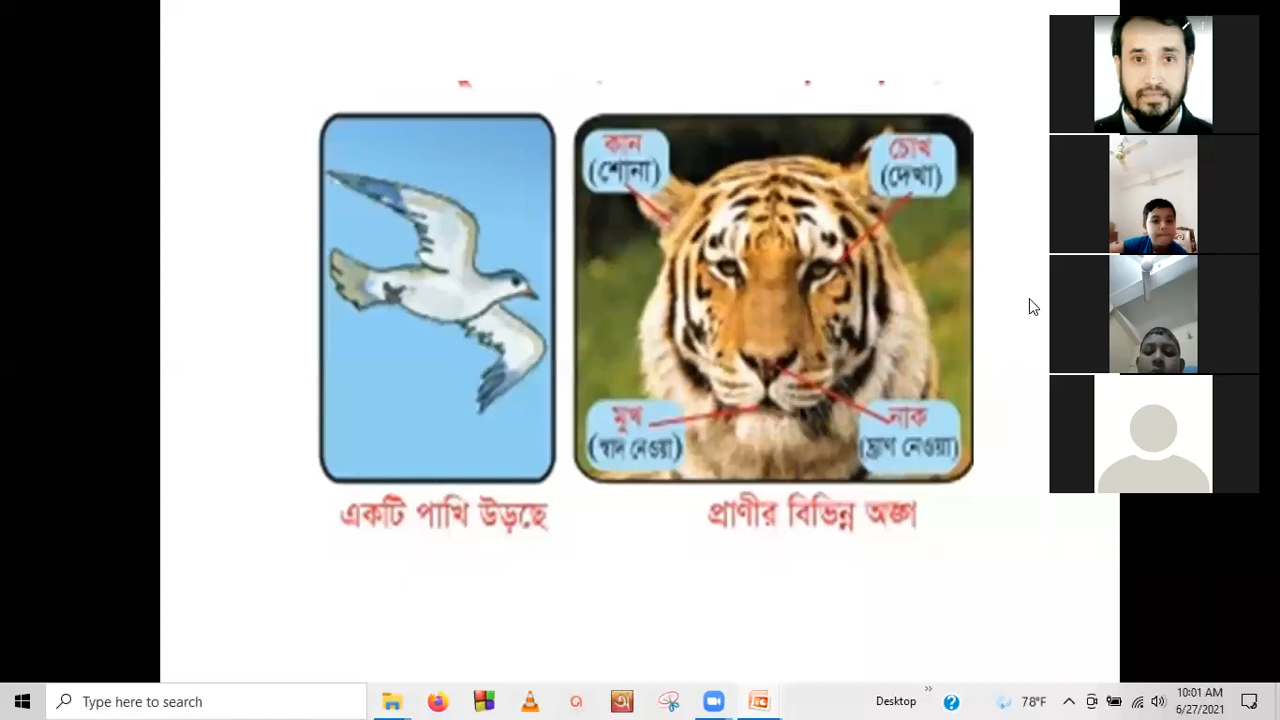 কান
(শোনা)
চোখ
(দেখা)
মুখ
(স্বাদ নেওয়া)
নাক
(ঘ্রাণ নেওয়া)
একটি পাখি উড়ছে
প্রাণীর বিভিন্ন অঙ্গ
Type here to search
Desktop
78°F
10:01 AM
6/27/2021